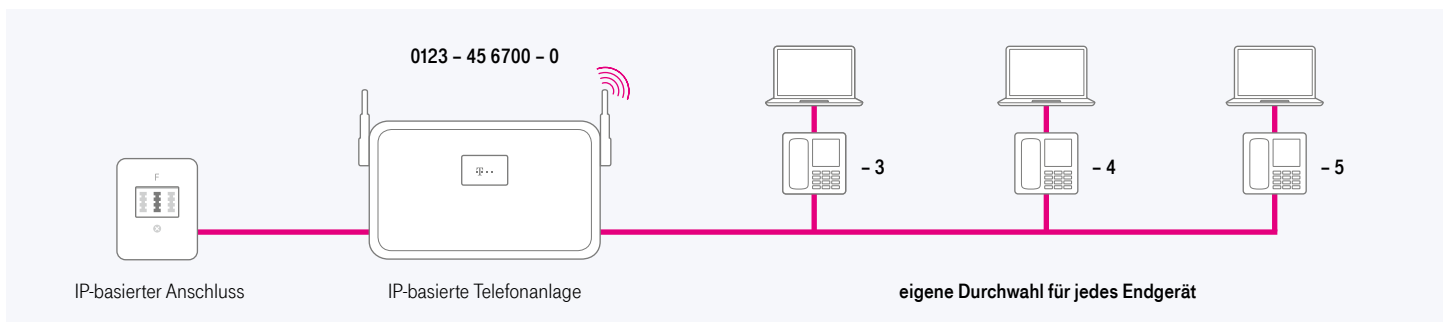 0123 – 45 6700 – 0
– 3
– 4
– 5
F
T··
IP-basierter Anschluss
IP-basierte Telefonanlage
eigene Durchwahl für jedes Endgerät